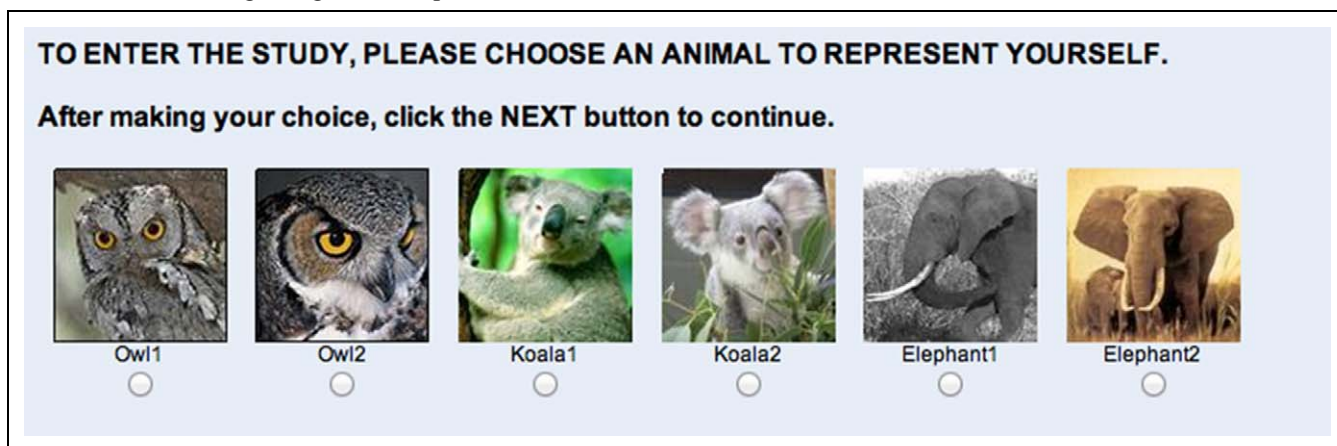 TO ENTER THE STUDY, PLEASE CHOOSE AN ANIMAL TO REPRESENT YOURSELF.
After making your choice, click the NEXT button to continue.
Owl1 Owl2 Koala1 Koala2 Elephant1 Elephant2